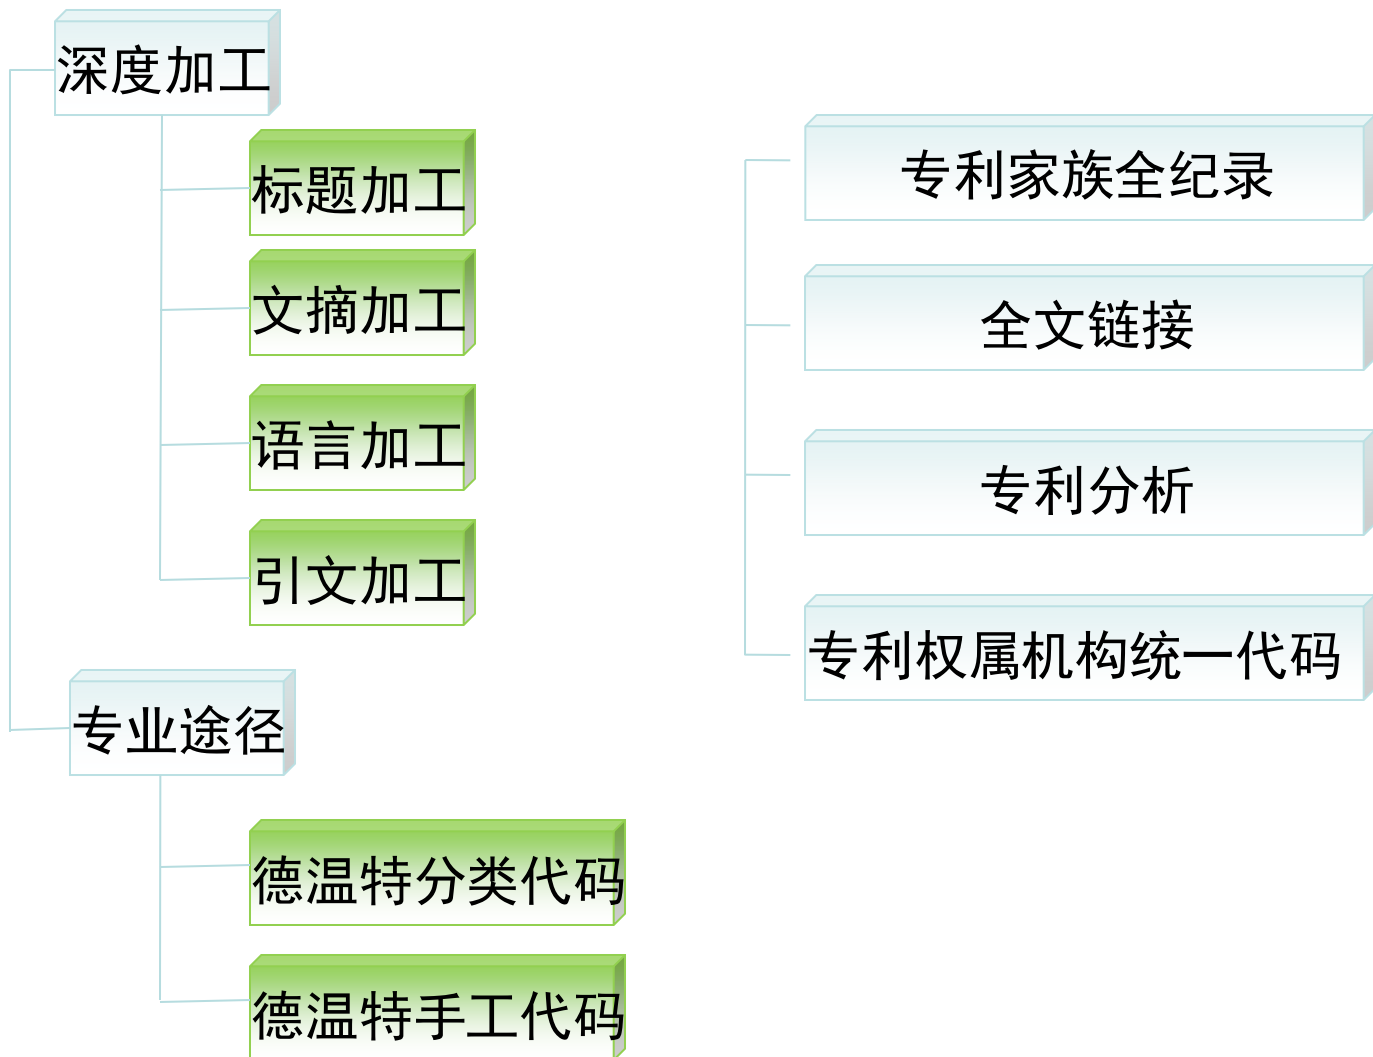 深度加工
标题加工
文摘加工
语言加工
引文加工
专业途径
德温特分类代码
德温特手工代码
专利家族全纪录
全文链接
专利分析
专利权属机构统一代码